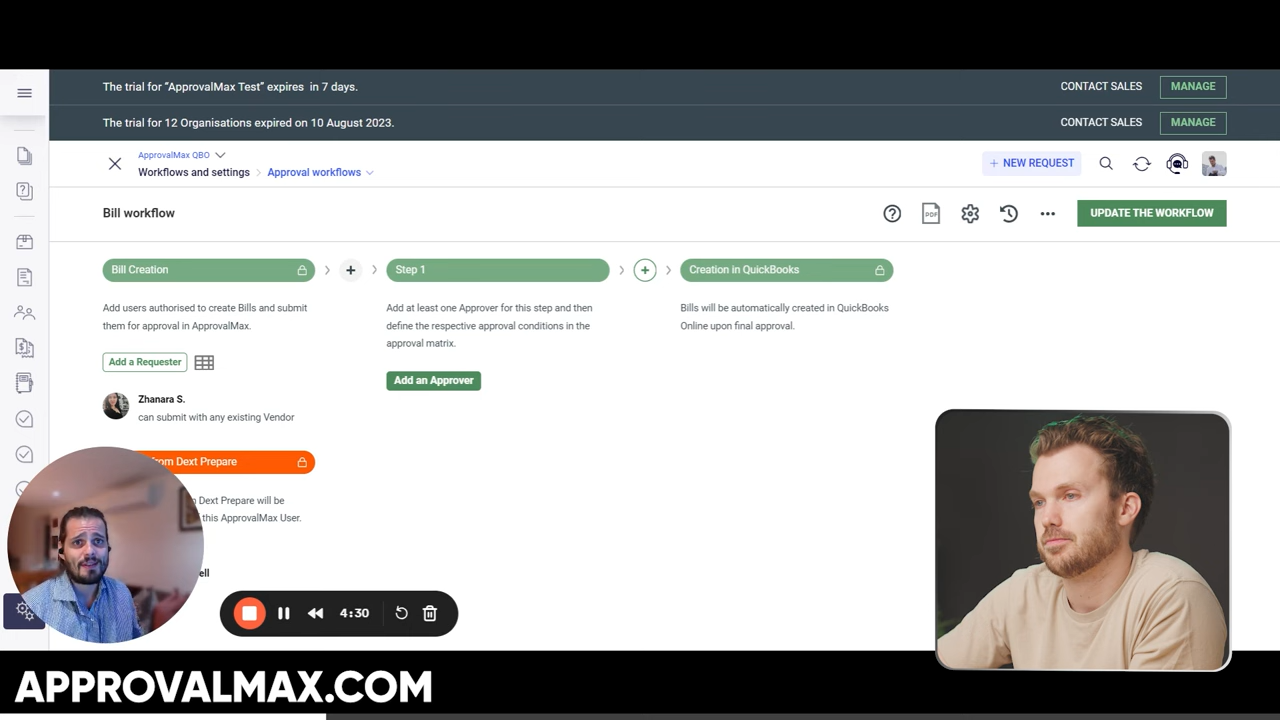 The trial for “ApprovalMax Test” expires in 7 days.
CONTACT SALES
MANAGE
The trial for 12 Organisations expired on 10 August 2023.
CONTACT SALES
MANAGE
ApprovalMax QBO
Workflows and settings
Approval workflows
+ NEW REQUEST
Bill workflow
PDF
UPDATE THE WORKFLOW
Bill Creation
Step 1
Creation in QuickBooks
Add users authorised to create Bills and submit
them for approval in ApprovalMax.
Add a Requester
Add at least one Approver for this step and then
define the respective approval conditions in the
approval matrix.
Add an Approver
Bills will be automatically created in QuickBooks
Online upon final approval.
Zhanara S.
can submit with any existing Vendor
from Dext Prepare
Dext Prepare will be
this ApprovalMax User.
ell
4:30
APPROVALMAX.COM